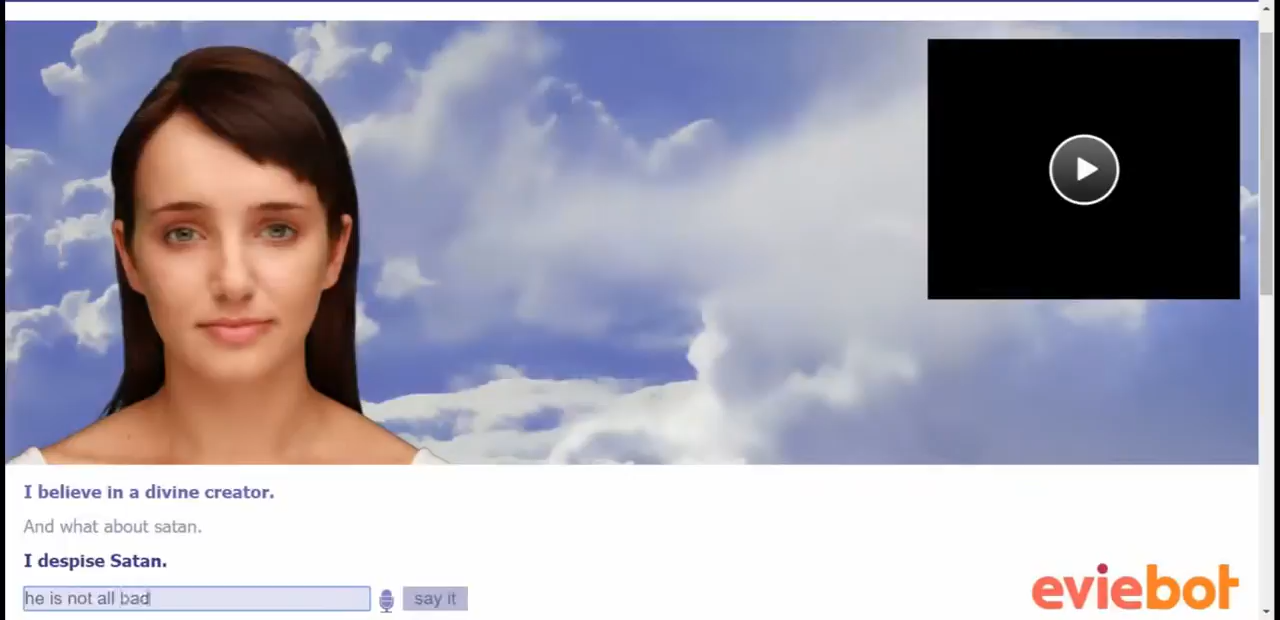 I believe in a divine creator.
And what about satan.
I despise Satan.
he is not all bad
say it
eviebot